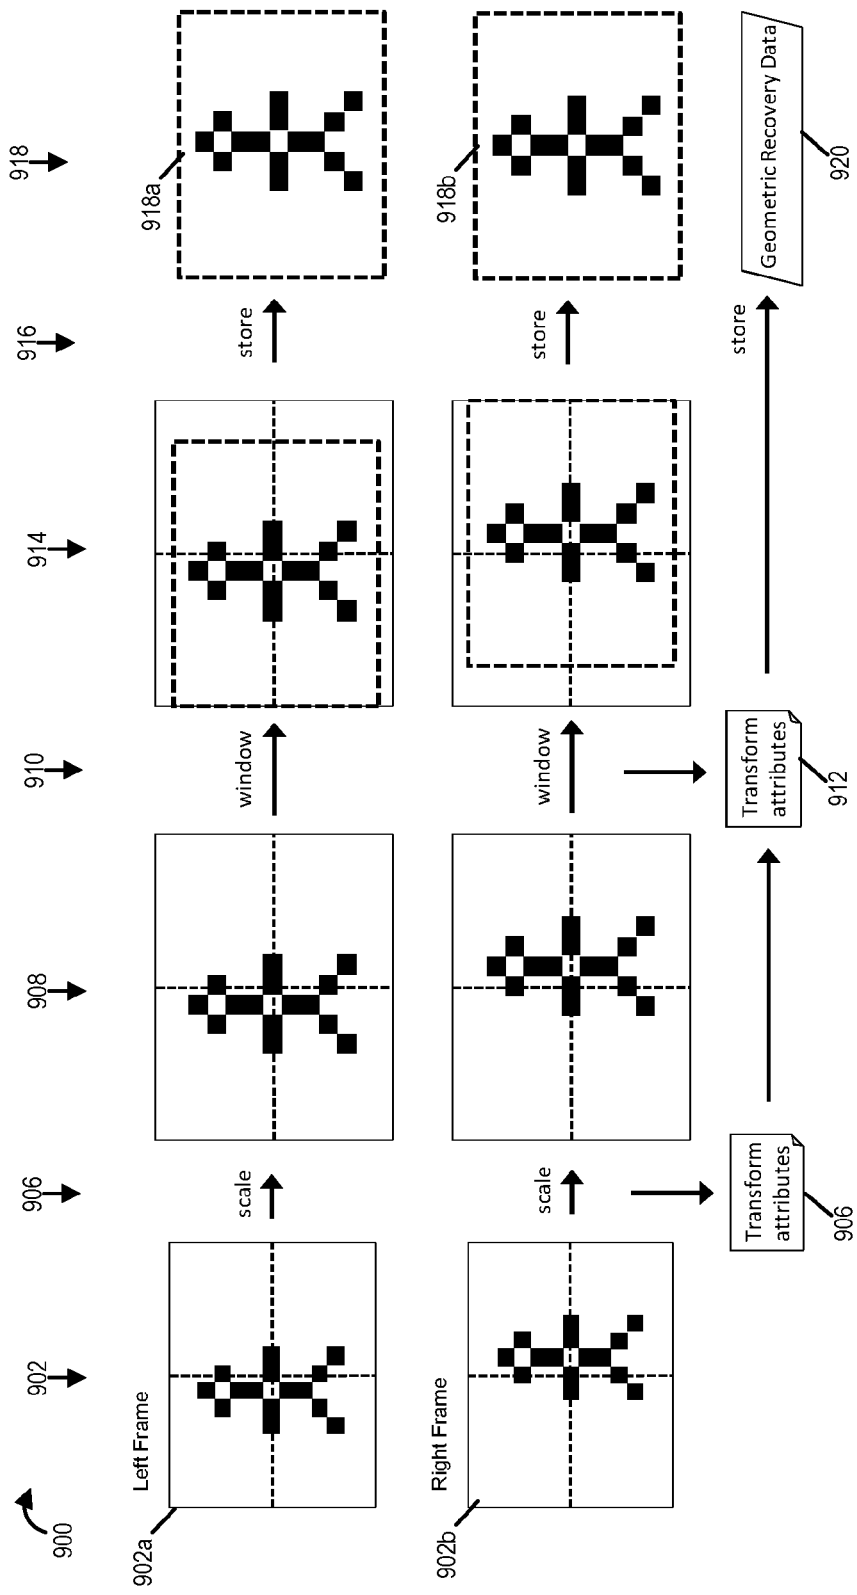 900
902
906
908
910
914
916
918
902a
Left Frame
scale
window
store
918a
902b
Right Frame
scale
window
store
918b
Transform
attributes
906
Transform
attributes
912
store
Geometric Recovery Data
920